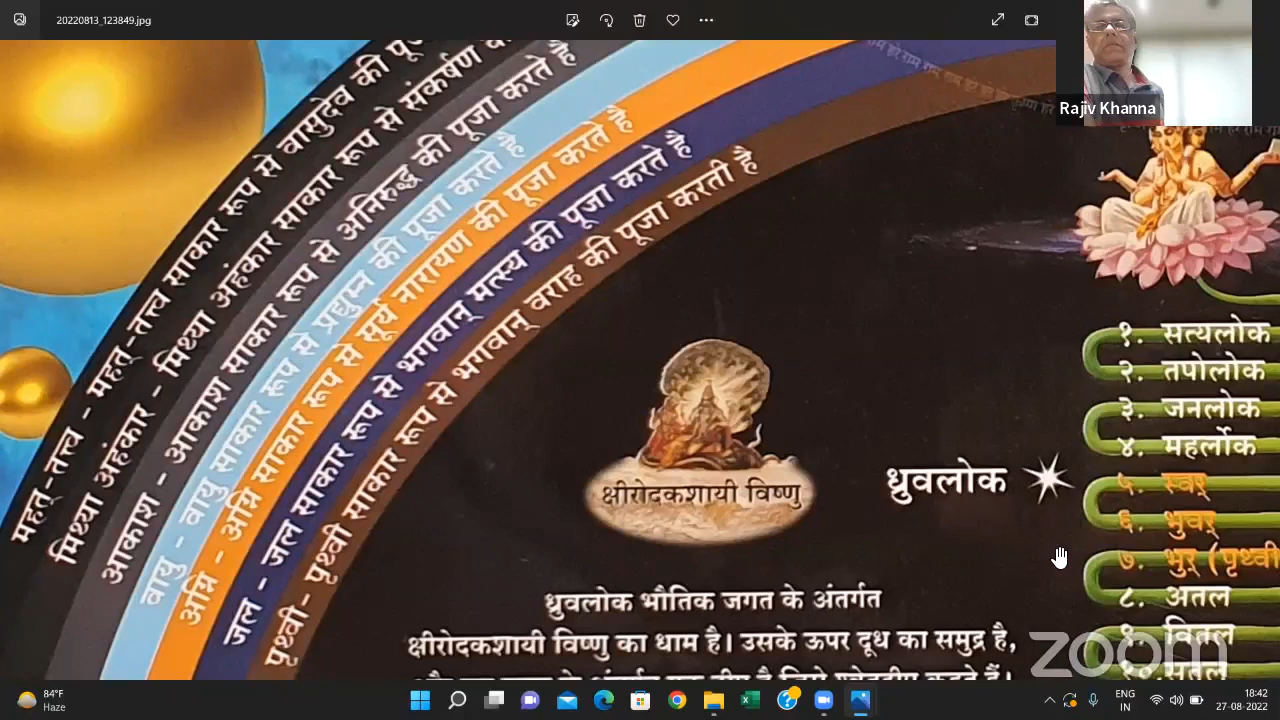 20220813_123849.jpg
Rajiv Khanna
महत्-तत्त्व - महत्-तत्त्व साकार रूप से वासुदेव की
मिथ्या अहंकार - मिथ्या अहंकार साकार रूप से संकर्षण
आकाश - आकाश साकार रूप से अनिरुद्ध की पूजा करते हैं
वायु - वायु साकार रूप से प्रद्युम्न की पूजा करते हैं
अग्नि - अग्नि साकार रूप से सूर्य नारायण की पूजा करते हैं
जल - जल साकार रूप से भगवान् मत्स्य की पूजा करते हैं
पृथ्वी - पृथ्वी साकार रूप से भगवान् वराह की पूजा करती है
क्षीरोदकशायी विष्णु
ध्रुवलोक
१. सत्यलोक
२. तपोलोक
३. जनलोक
४. महर्लोक
५. स्वर्
६. भुवर्
७. भुर् (पृथ्वी
८. अतल
९. वितल
१०. सुतल
ध्रुवलोक भौतिक जगत के अंतर्गत
क्षीरोदकशायी विष्णु का धाम है। उसके ऊपर दूध का समुद्र है,
zoom
84°F
Haze
ENG
IN
18:42
27-08-2022